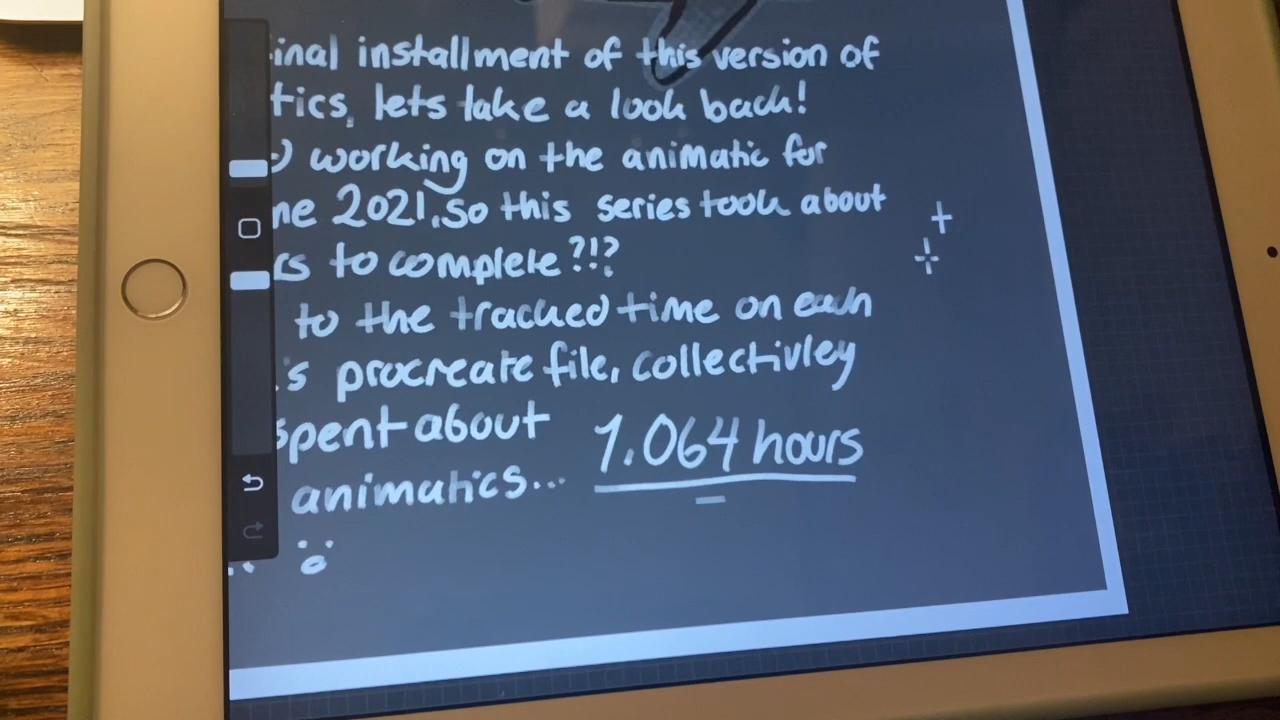 inal installment of this version of
tics, lets take a look back!
working on the animatic for
ne 2021. so this series took about
rs to complete?!?
to the tracked time on each
's procreate file, collectivley
spent about 1.064 hours
animatics...